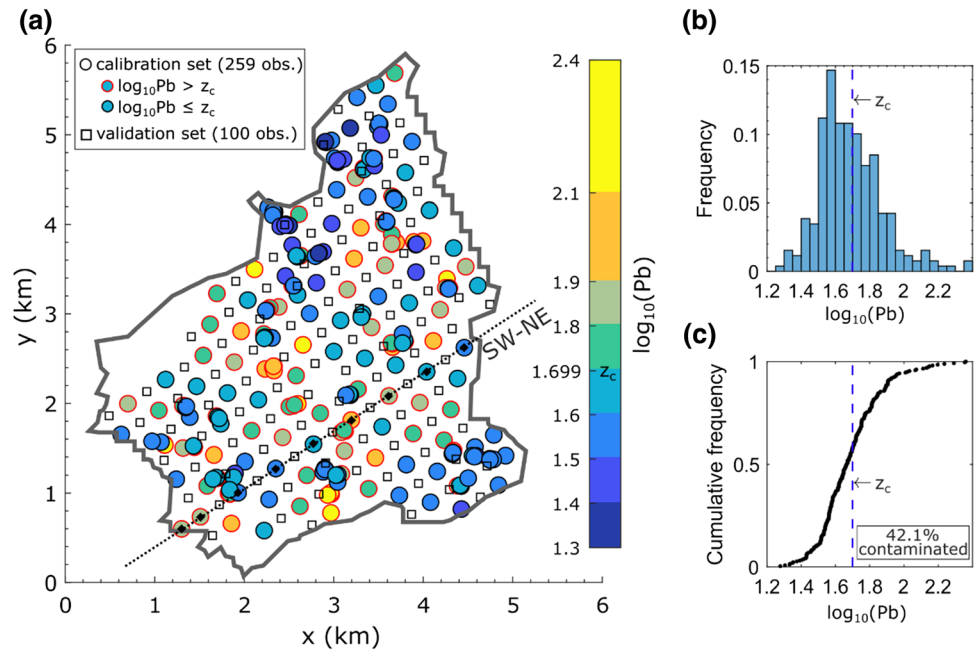 (a)
6
5
4
3
2
1
0
y (km)
calibration set (259 obs.)
log10Pb > zc
log10Pb ≤ zc
validation set (100 obs.)
SW-NE
0 1 2 3 4 5 6
x (km)
2.4
2.1
1.9
1.8
1.699 zc
1.6
1.5
1.4
1.3
log10(Pb)
(b)
0.15
0.1
0.05
0
Frequency
← zc
1.2 1.4 1.6 1.8 2 2.2
log10(Pb)
(c)
1
0.5
0
Cumulative frequency
← zc
42.1%
contaminated
1.2 1.4 1.6 1.8 2 2.2
log10(Pb)